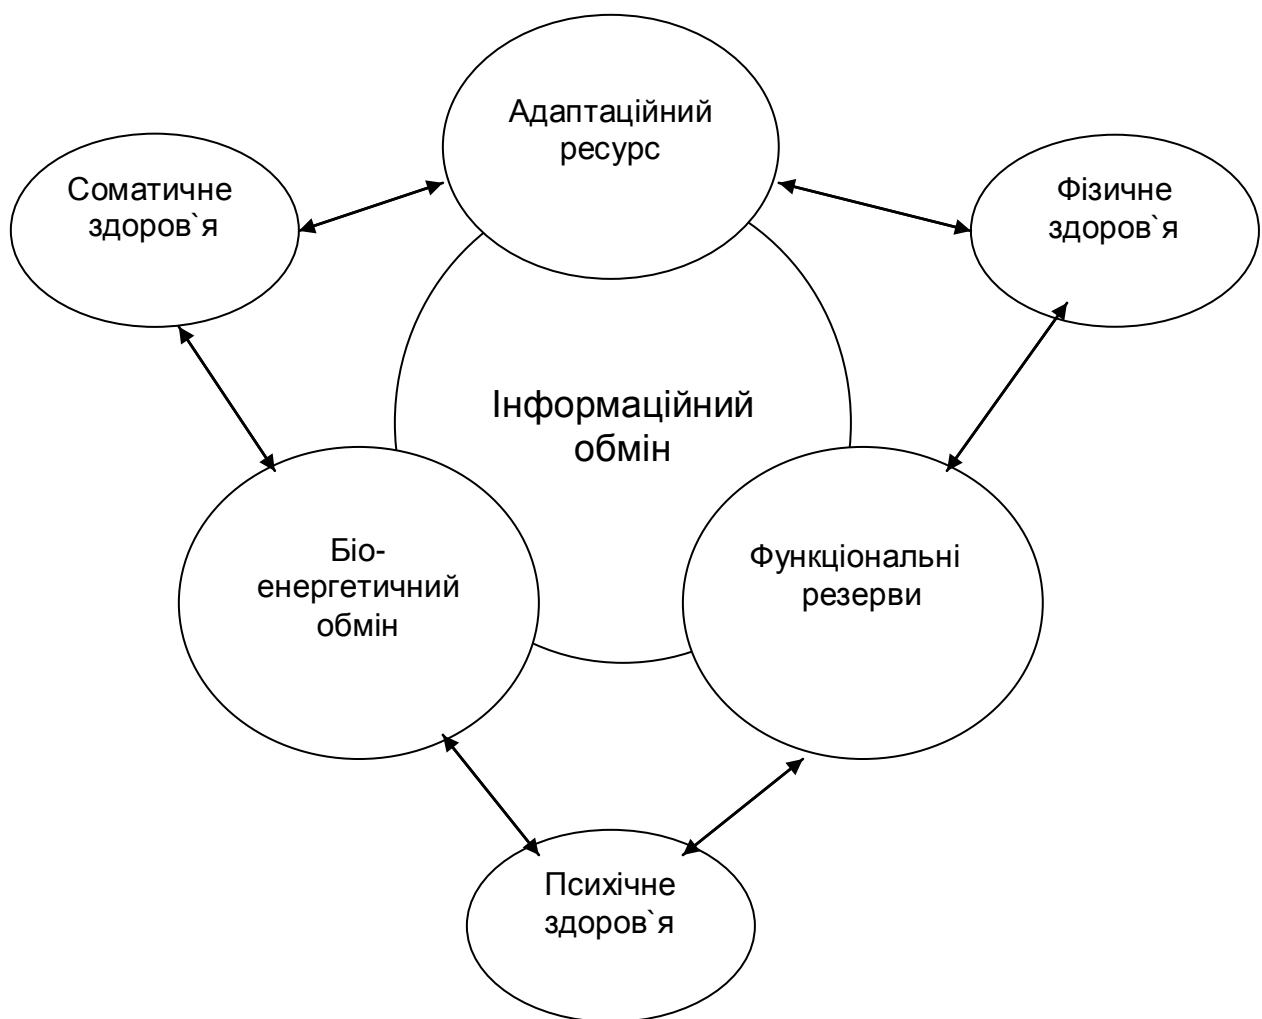 Адаптаційний
ресурс
Соматичне
здоров`я
Фізичне
здоров`я
Інформаційний
обмін
Біо-
енергетичний
обмін
Функціональні
резерви
Психічне
здоров`я